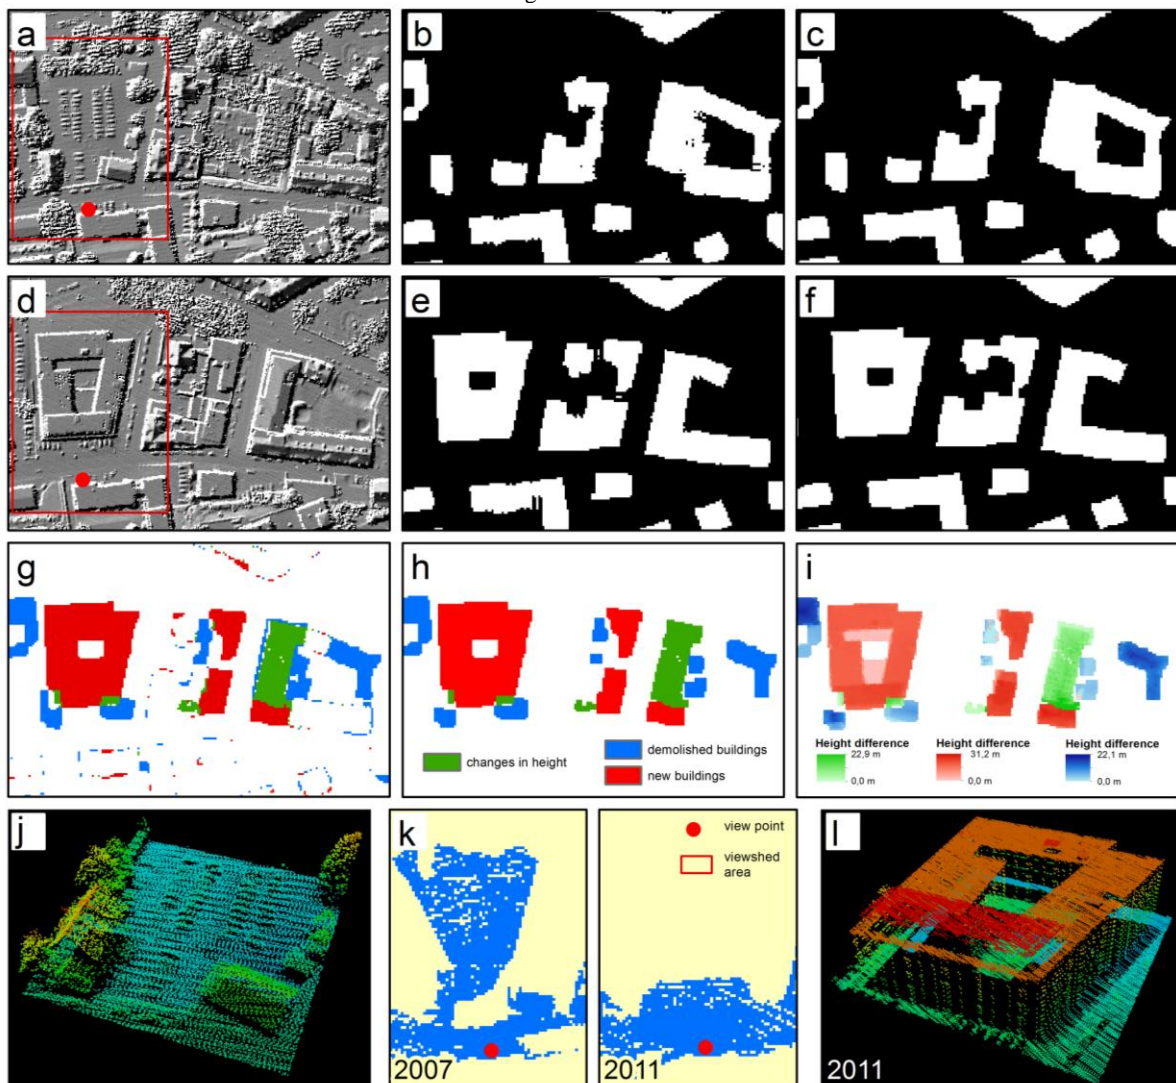 a
b
c
d
e
f
g
h
changes in height
demolished buildings
new buildings
i
Height difference
22,9 m
0,0 m
Height difference
31,2 m
0,0 m
Height difference
22,1 m
0,0 m
j
k
2007
view point
viewshed
area
2011
l
2011